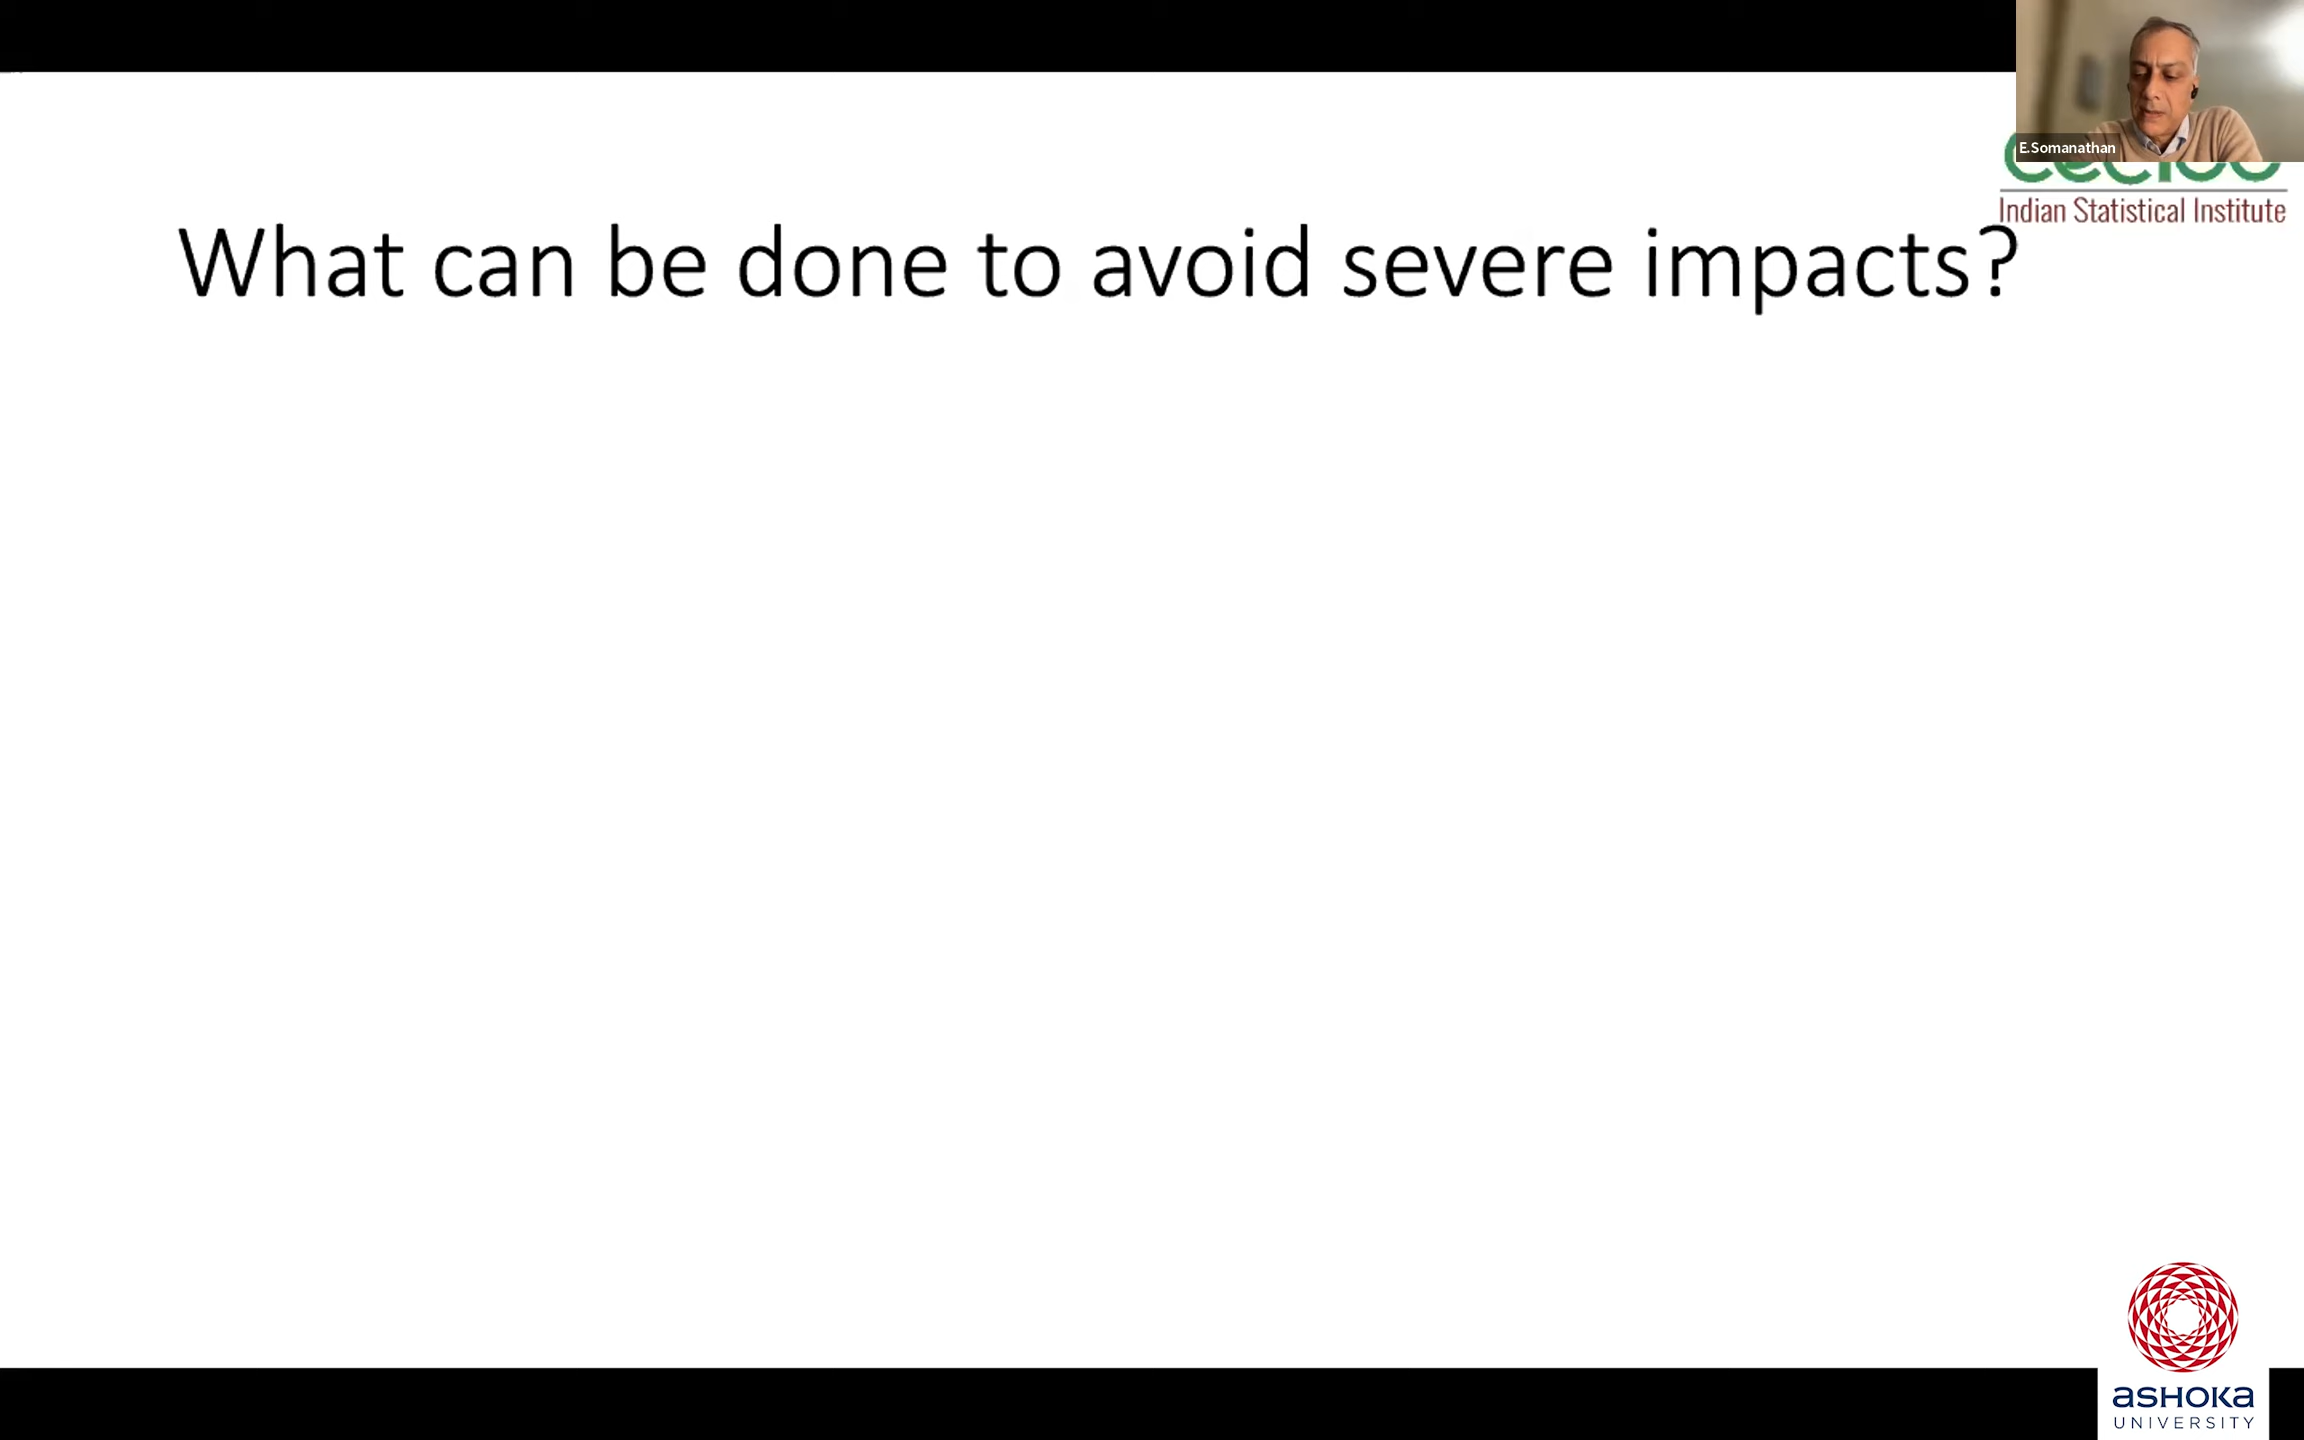 E.Somanathan
Indian Statistical Institute
What can be done to avoid severe impacts?
ASHOKA
UNIVERSITY